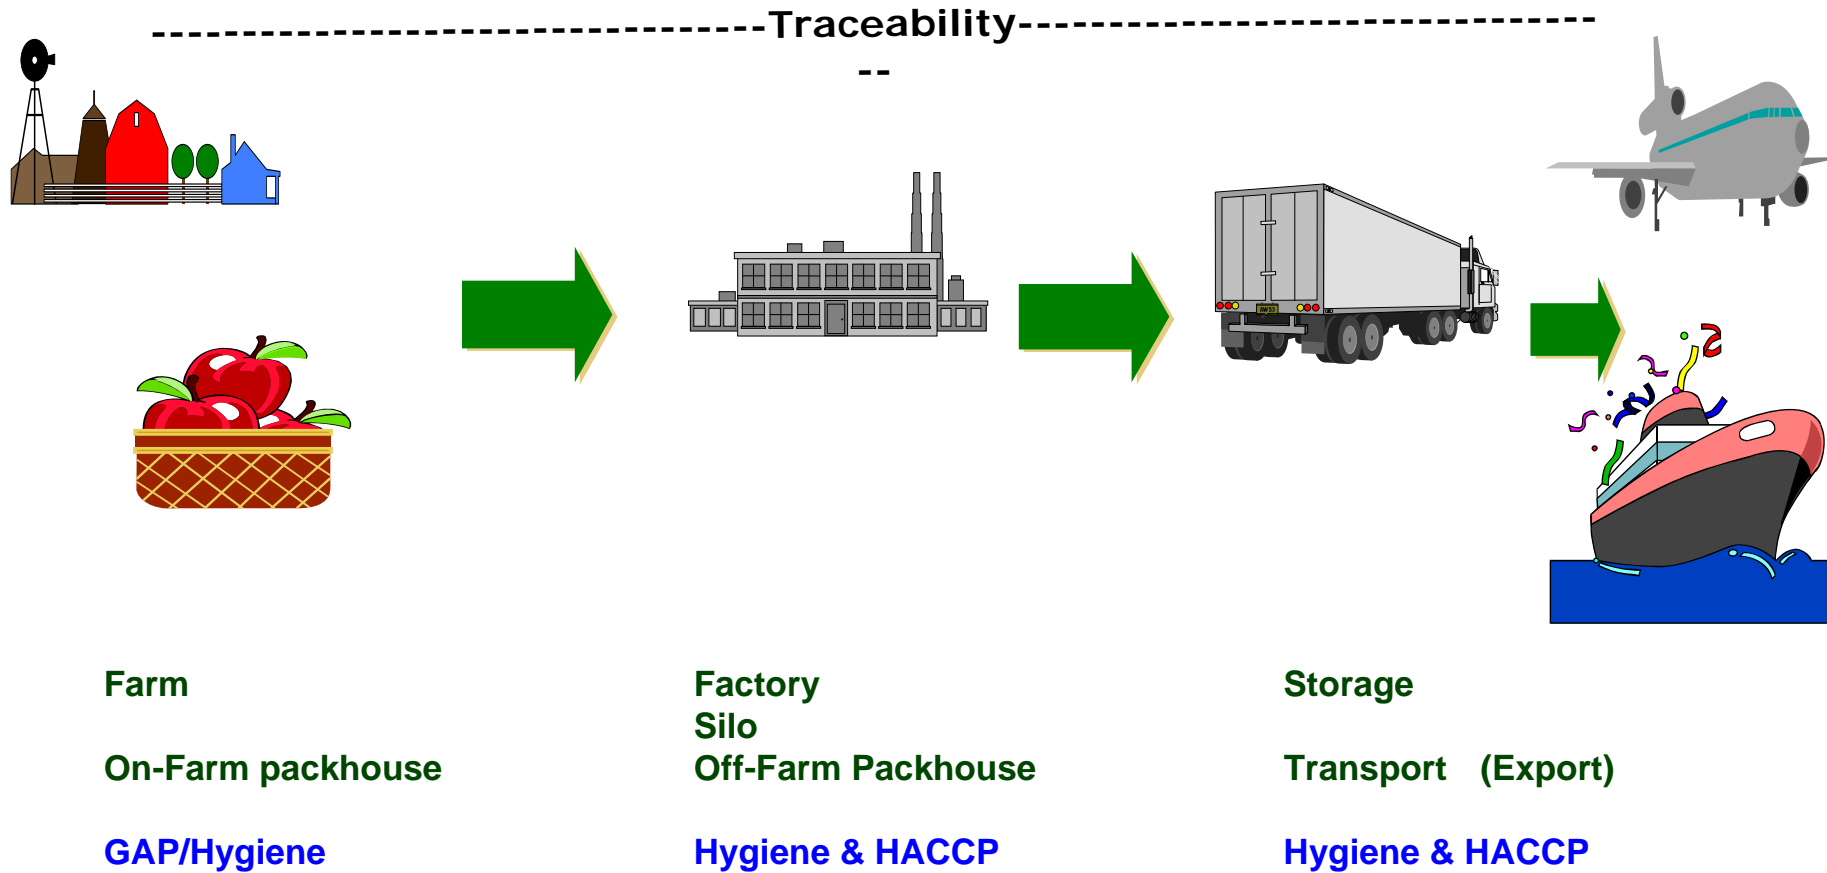 ----------------------------------Traceability--------------------------------
--
Farm
On-Farm packhouse
GAP/Hygiene
Factory
Silo
Off-Farm Packhouse
Hygiene & HACCP
Storage
Transport (Export)
Hygiene & HACCP